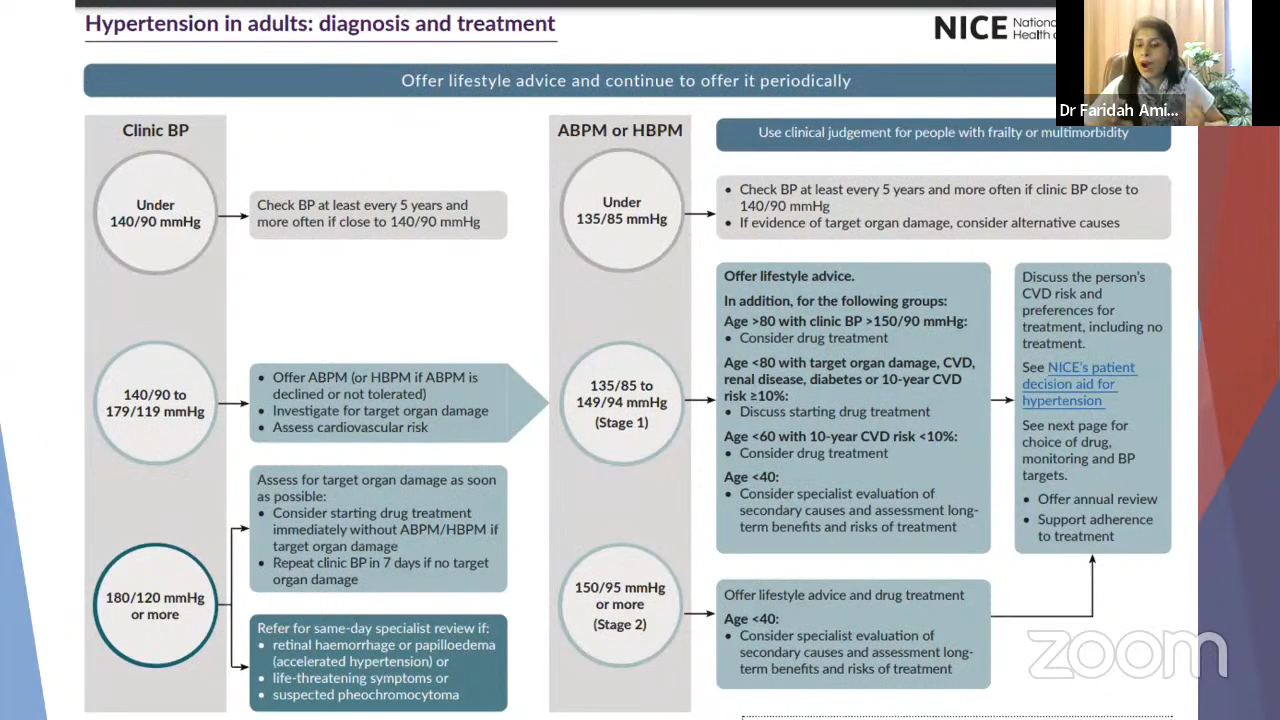 Hypertension in adults: diagnosis and treatment
NICE
Nation
Health
Dr Faridah Ami...
Offer lifestyle advice and continue to offer it periodically
Clinic BP
Under
140/90 mmHg
Check BP at least every 5 years and
more often if close to 140/90 mmHg
140/90 to
179/119 mmHg
• Offer ABPM (or HBPM if ABPM is
declined or not tolerated)
• Investigate for target organ damage
• Assess cardiovascular risk
180/120 mmHg
or more
Assess for target organ damage as soon
as possible:
• Consider starting drug treatment
immediately without ABPM/HBPM if
target organ damage
• Repeat clinic BP in 7 days if no target
organ damage
Refer for same-day specialist review if:
• retinal haemorrhage or papilloedema
(accelerated hypertension) or
• life-threatening symptoms or
• suspected pheochromocytoma
ABPM or HBPM
Use clinical judgement for people with frailty or multimorbidity
Under
135/85 mmHg
• Check BP at least every 5 years and more often if clinic BP close to
140/90 mmHg
• If evidence of target organ damage, consider alternative causes
135/85 to
149/94 mmHg
(Stage 1)
Offer lifestyle advice.
In addition, for the following groups:
Age >80 with clinic BP >150/90 mmHg:
• Consider drug treatment
Age <80 with target organ damage, CVD,
renal disease, diabetes or 10-year CVD
risk ≥10%:
• Discuss starting drug treatment
Age <60 with 10-year CVD risk <10%:
• Consider drug treatment
Age <40:
• Consider specialist evaluation of
secondary causes and assessment long-
term benefits and risks of treatment
Discuss the person's
CVD risk and
preferences for
treatment, including no
treatment.
See NICE's patient
decision aid for
hypertension
See next page for
choice of drug,
monitoring and BP
targets.
• Offer annual review
• Support adherence
to treatment
150/95 mmHg
or more
(Stage 2)
Offer lifestyle advice and drug treatment
Age <40:
• Consider specialist evaluation of
secondary causes and assessment long-
term benefits and risks of treatment
zoom